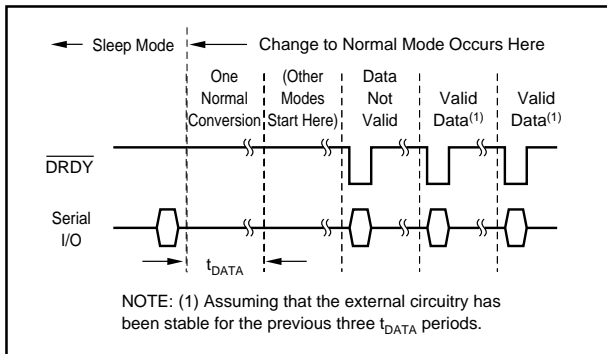 Sleep Mode
Change to Normal Mode Occurs Here
One
Normal
Conversion
(Other
Modes
Start Here)
Data
Not
Valid
Valid
Data(1)
Valid
Data(1)
DRDY
Serial
I/O
tDATA
NOTE: (1) Assuming that the external circuitry has
been stable for the previous three tDATA periods.